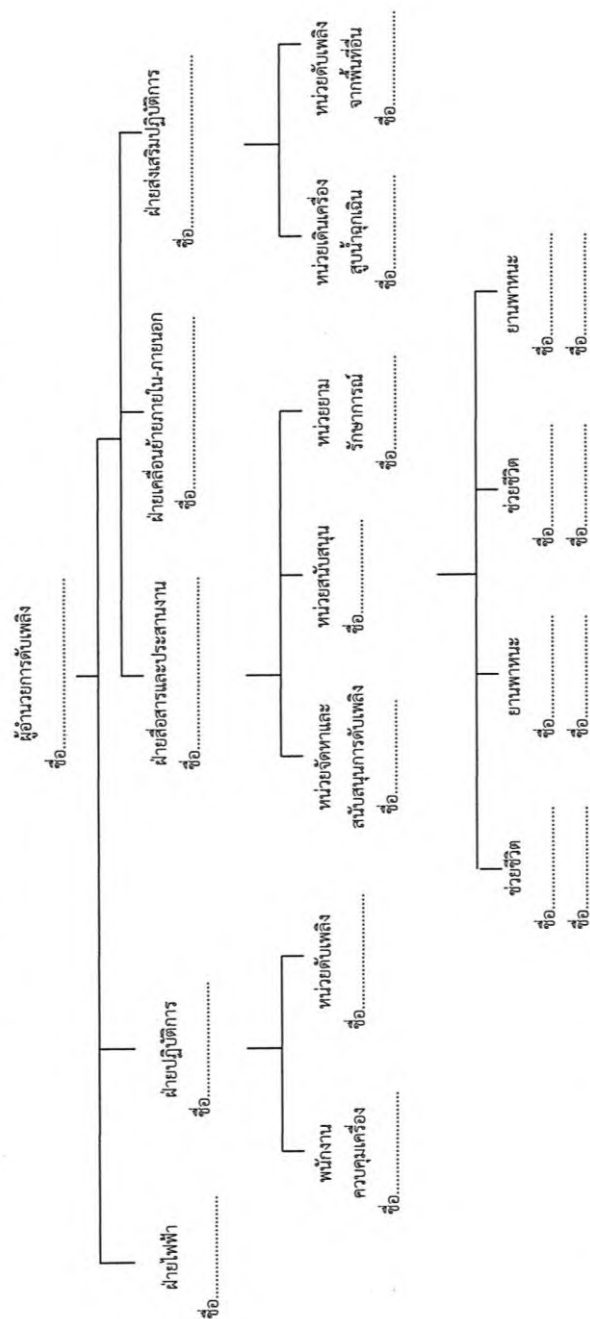 ผู้อำนวยการดับเพลิง
ชื่อ........................................
ฝ่ายไฟฟ้า
ชื่อ........................................
ฝ่ายปฏิบัติการ
ชื่อ........................................
ฝ่ายสื่อสารและประสานงาน
ชื่อ........................................
ฝ่ายเคลื่อนย้ายภายใน-ภายนอก
ชื่อ........................................
ฝ่ายส่งเสริมปฏิบัติการ
ชื่อ........................................
พนักงาน
ควบคุมเครื่อง
ชื่อ........................................
หน่วยดับเพลิง
ชื่อ........................................
หน่วยจัดหาและ
สนับสนุนการดับเพลิง
ชื่อ........................................
หน่วยสนับสนุน
ชื่อ........................................
หน่วยยาม
รักษาการณ์
ชื่อ........................................
หน่วยเดินเครื่อง
สูบน้ำฉุกเฉิน
ชื่อ........................................
หน่วยดับเพลิง
จากพื้นที่อื่น
ชื่อ........................................
ช่วยชีวิต
ชื่อ........................................
ชื่อ........................................
ยานพาหนะ
ชื่อ........................................
ชื่อ........................................
ช่วยชีวิต
ชื่อ........................................
ชื่อ........................................
ยานพาหนะ
ชื่อ........................................
ชื่อ........................................